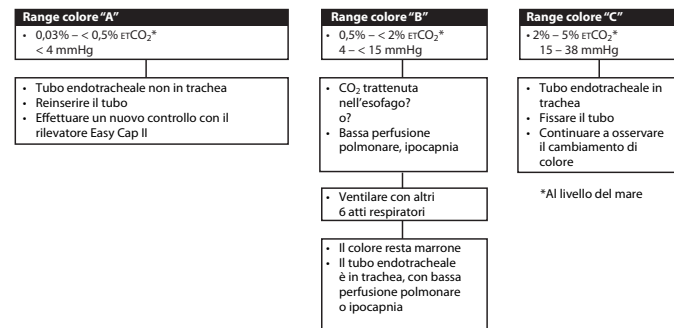 Range colore “A”
• 0,03% – < 0,5% ETCO₂*
< 4 mmHg
• Tubo endotracheale non in trachea
• Reinserire il tubo
• Effettuare un nuovo controllo con il
rilevatore Easy Cap II
Range colore “B”
• 0,5% – < 2% ETCO₂*
4 – < 15 mmHg
• CO₂ trattenuta
nell’esofago?
o?
• Bassa perfusione
polmonare, ipocapnia
• Ventilare con altri
6 atti respiratori
• Il colore resta marrone
• Il tubo endotracheale
è in trachea, con bassa
perfusione polmonare
o ipocapnia
Range colore “C”
• 2% – 5% ETCO₂*
15 – 38 mmHg
• Tubo endotracheale in
trachea
• Fissare il tubo
• Continuare a osservare
il cambiamento di
colore
*Al livello del mare